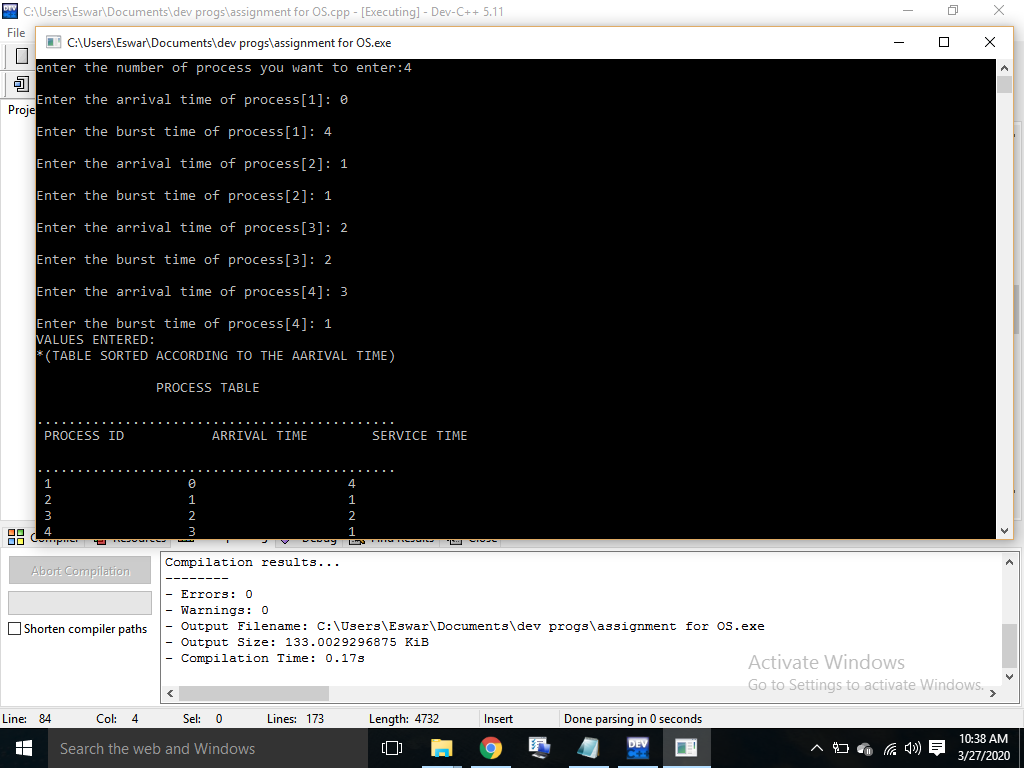 C:\Users\Eswar\Documents\dev progs\assignment for OS.cpp - [Executing] - Dev-C++ 5.11
File
C:\Users\Eswar\Documents\dev progs\assignment for OS.exe
Proje
enter the number of process you want to enter:4
Enter the arrival time of process[1]: 0
Enter the burst time of process[1]: 4
Enter the arrival time of process[2]: 1
Enter the burst time of process[2]: 1
Enter the arrival time of process[3]: 2
Enter the burst time of process[3]: 2
Enter the arrival time of process[4]: 3
Enter the burst time of process[4]: 1
VALUES ENTERED:
*(TABLE SORTED ACCORDING TO THE AARIVAL TIME)
PROCESS TABLE
.............................................
PROCESS ID ARRIVAL TIME SERVICE TIME
.............................................
1 0 4
2 1 1
3 2 2
4 3 1
Compiler Resources Debug Find Results Close
Abort Compilation
Shorten compiler paths
Compilation results...
--------
- Errors: 0
- Warnings: 0
- Output Filename: C:\Users\Eswar\Documents\dev progs\assignment for OS.exe
- Output Size: 133.0029296875 KiB
- Compilation Time: 0.17s
Activate Windows
Go to Settings to activate Windows.
Line: 84 Col: 4 Sel: 0 Lines: 173 Length: 4732 Insert Done parsing in 0 seconds
Search the web and Windows
DEV
10:38 AM
3/27/2020